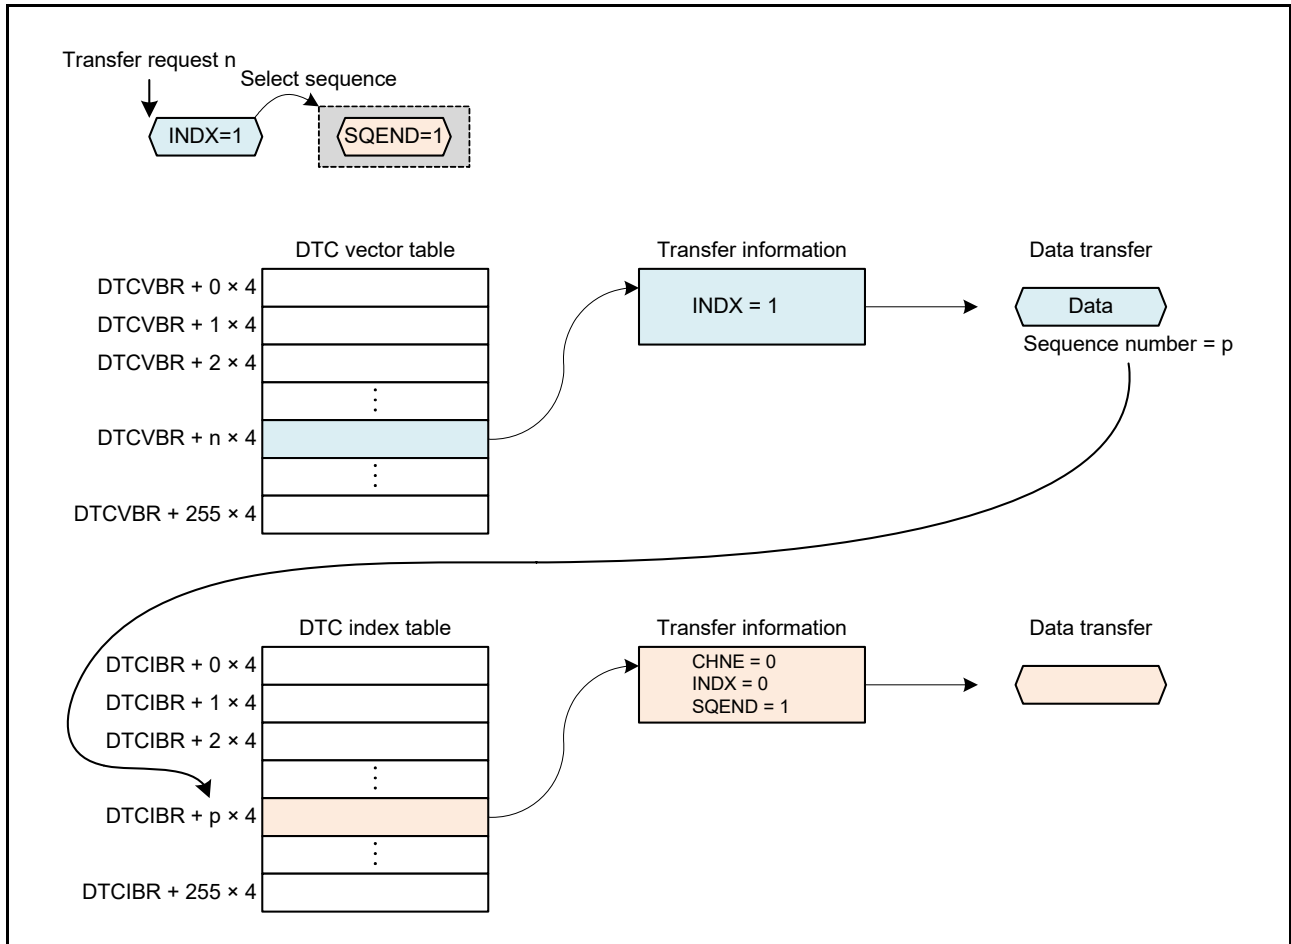 Transfer request n
Select sequence
INDX=1
SQEND=1
DTC vector table
Transfer information
Data transfer
DTCVBR + 0 × 4
DTCVBR + 1 × 4
DTCVBR + 2 × 4
⋮
DTCVBR + n × 4
⋮
DTCVBR + 255 × 4
INDX = 1
Data
Sequence number = p
DTC index table
Transfer information
Data transfer
DTCIBR + 0 × 4
DTCIBR + 1 × 4
DTCIBR + 2 × 4
⋮
DTCIBR + p × 4
⋮
DTCIBR + 255 × 4
CHNE = 0
INDX = 0
SQEND = 1